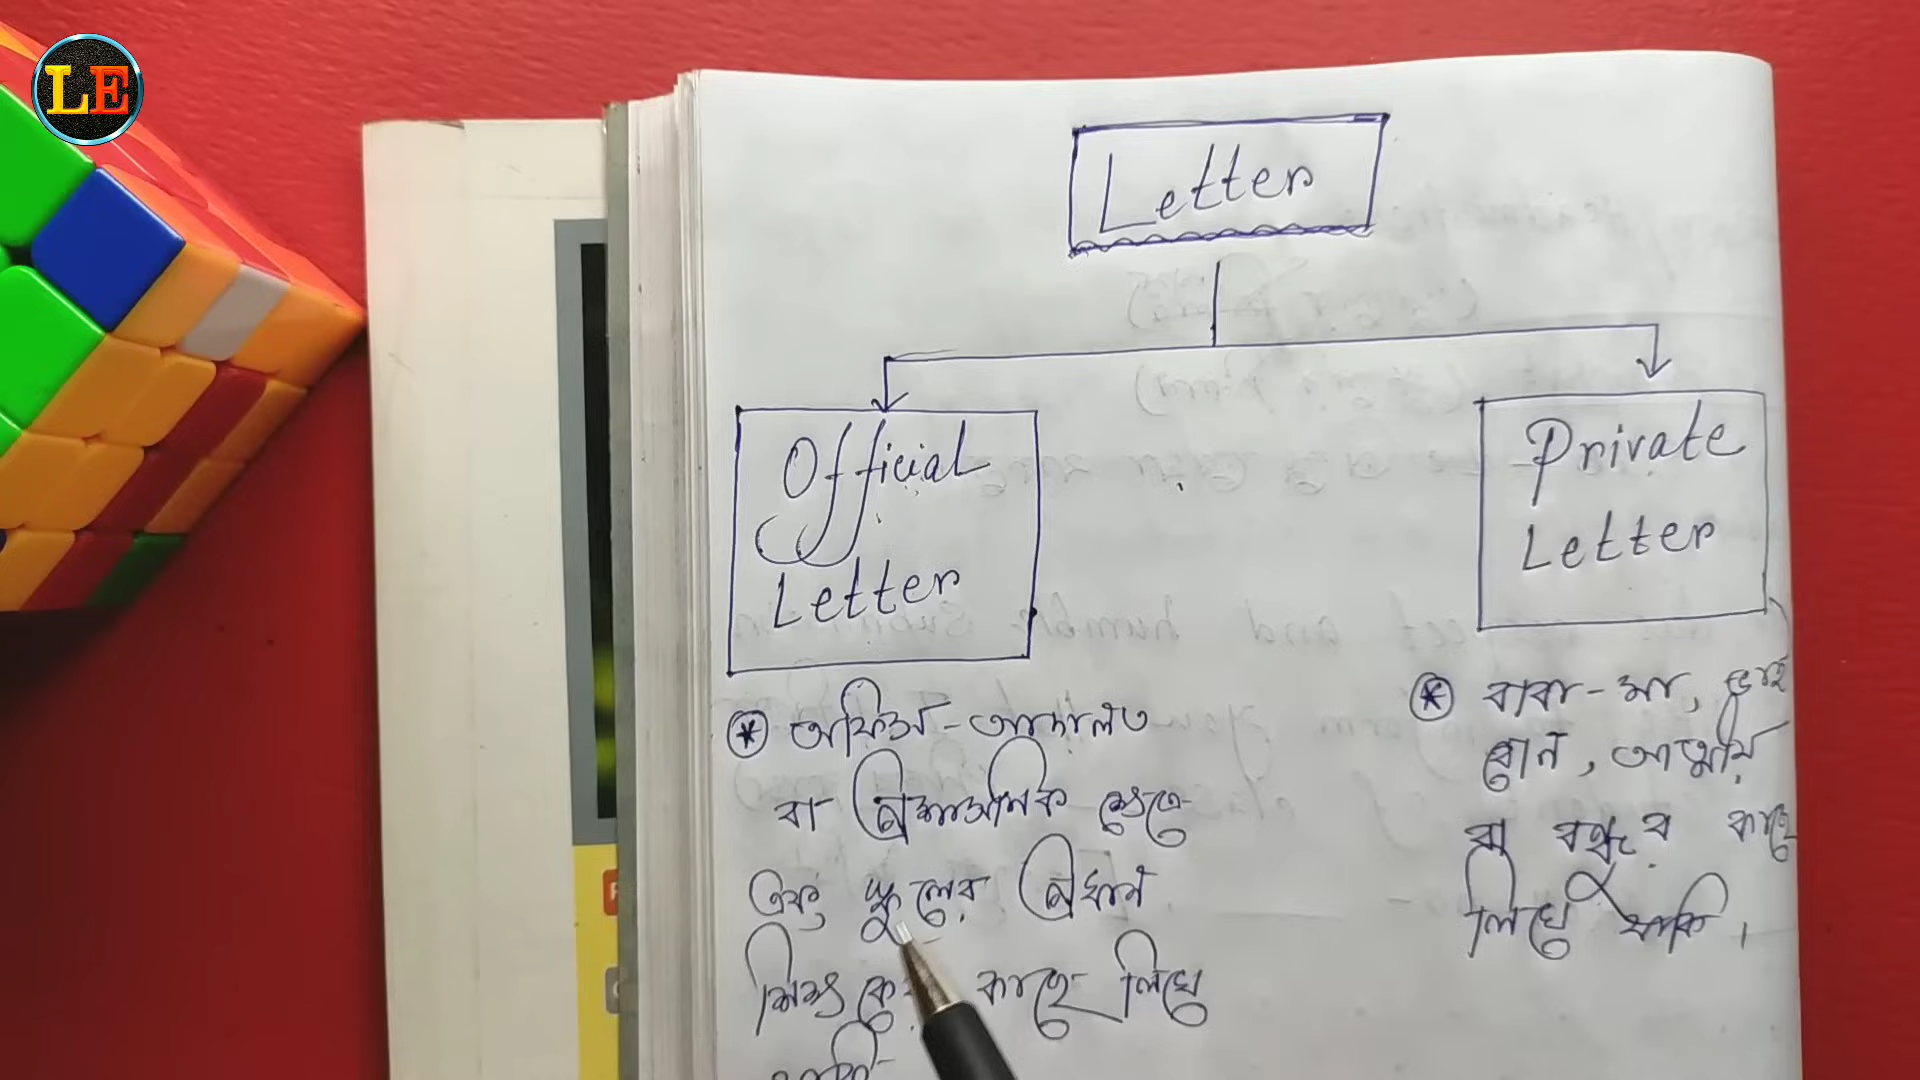 LE
Letter
Official
Letter
Private
Letter
অফিস-আদালত
বা প্রশাসনিক ক্ষেত্রে
এবং স্কুলের প্রধান
শিক্ষকের কাছে লিখে
থাকি
বাবা-মা, ভাই
বোন, আত্মীয়
বা বন্ধুর কাছে
লিখে থাকি।